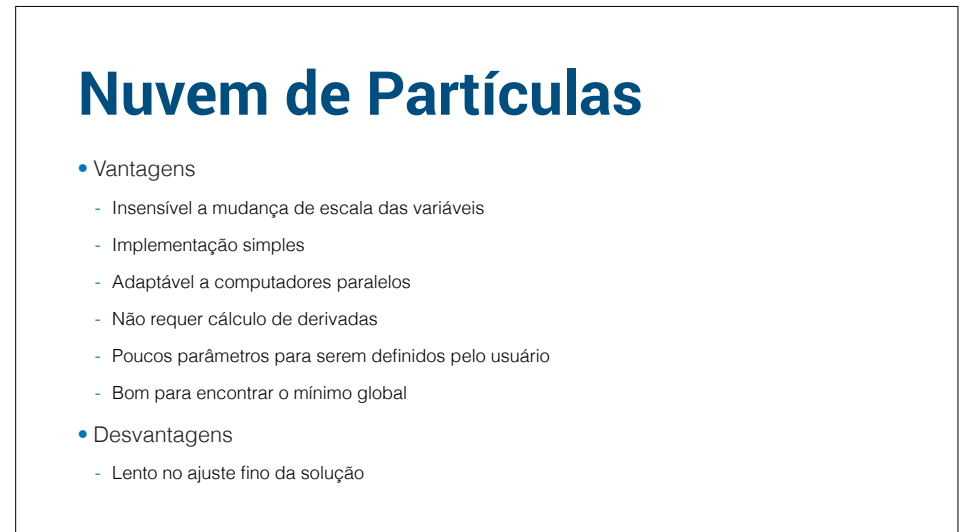 Nuvem de Partículas
• Vantagens
- Insensível a mudança de escala das variáveis
- Implementação simples
- Adaptável a computadores paralelos
- Não requer cálculo de derivadas
- Poucos parâmetros para serem definidos pelo usuário
- Bom para encontrar o mínimo global
• Desvantagens
- Lento no ajuste fino da solução